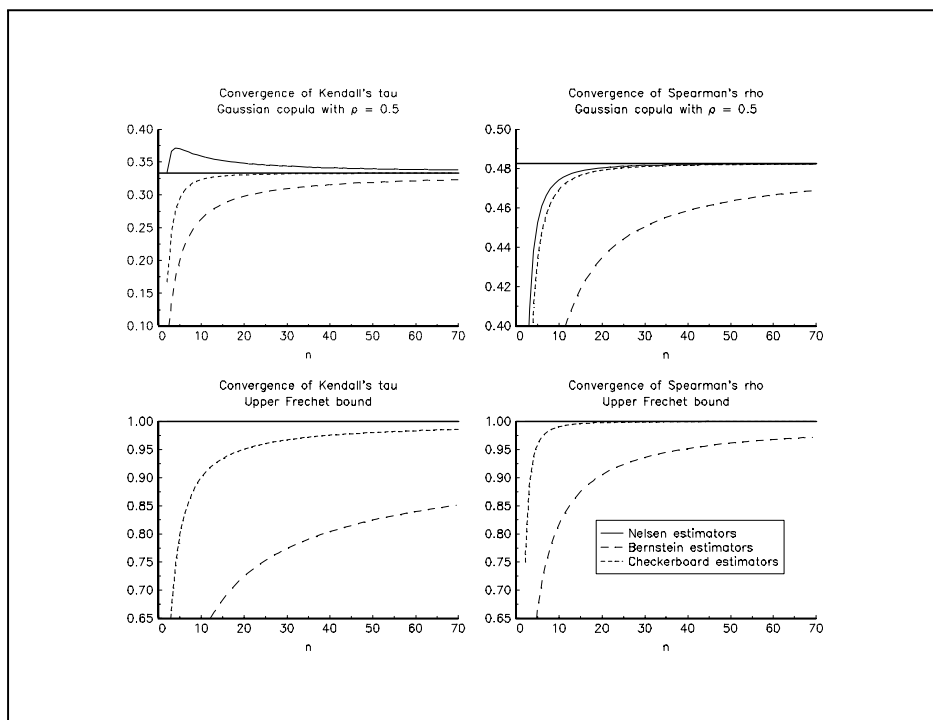 Convergence of Kendall's tau
Gaussian copula with ρ = 0.5
0.40
0.35
0.30
0.25
0.20
0.15
0.10
0 10 20 30 40 50 60 70
n
Convergence of Spearman's rho
Gaussian copula with ρ = 0.5
0.50
0.48
0.46
0.44
0.42
0.40
0 10 20 30 40 50 60 70
n
Convergence of Kendall's tau
Upper Frechet bound
1.00
0.95
0.90
0.85
0.80
0.75
0.70
0.65
0 10 20 30 40 50 60 70
n
Convergence of Spearman's rho
Upper Frechet bound
1.00
0.95
0.90
0.85
0.80
0.75
0.70
0.65
0 10 20 30 40 50 60 70
n
Nelsen estimators
Bernstein estimators
Checkerboard estimators